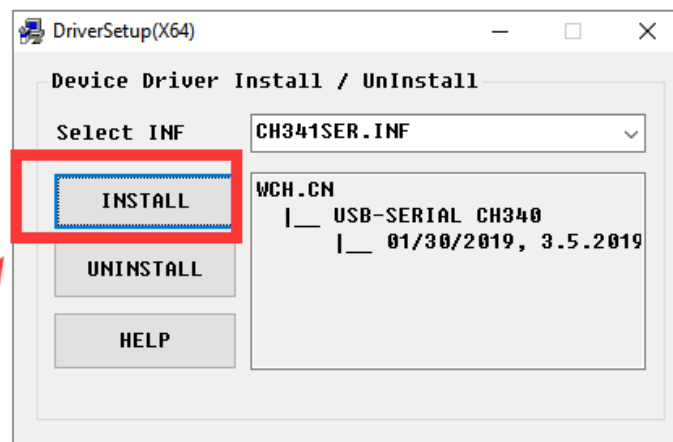 DriverSetup(X64)
Device Driver Install / UnInstall
Select INF
CH341SER.INF
INSTALL
UNINSTALL
HELP
WCH.CN
|__ USB-SERIAL CH340
|__ 01/30/2019, 3.5.2019